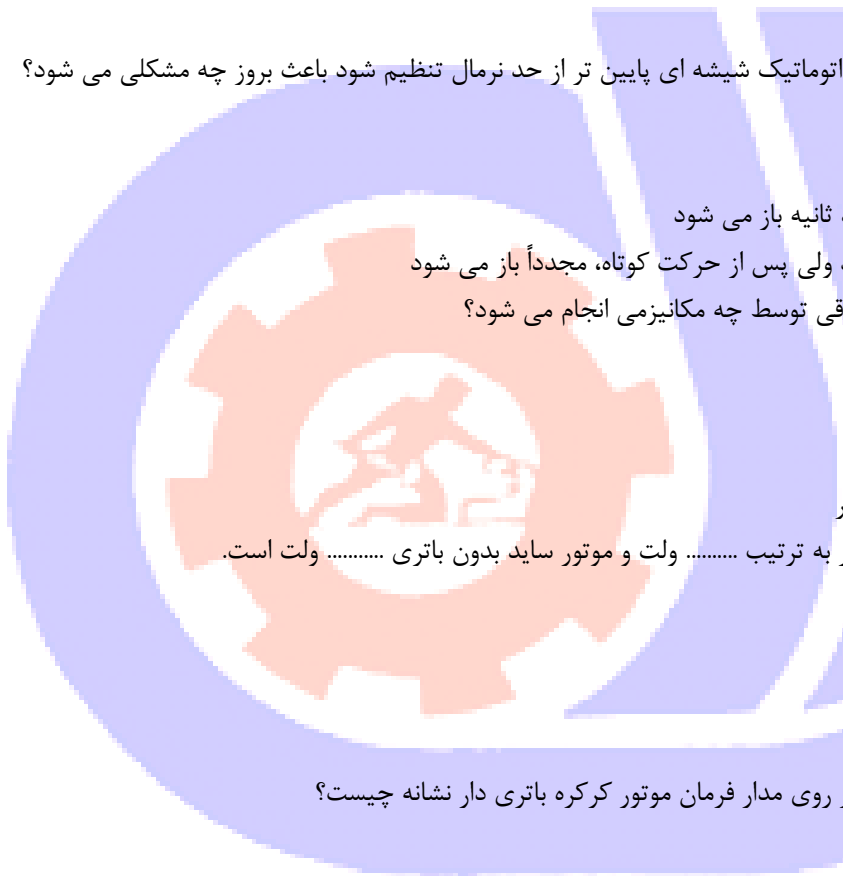 اتوماتیک شیشه ای پایین تر از حد نرمال تنظیم شود باعث بروز چه مشکلی می شود؟
ثانیه باز می شود
ولی پس از حرکت کوتاه، مجدداً باز می شود
توسط چه مکانیزمی انجام می شود؟
به ترتیب ......... ولت و موتور ساید بدون باتری ........... ولت است.
روی مدار فرمان موتور کرکره باتری دار نشانه چیست؟